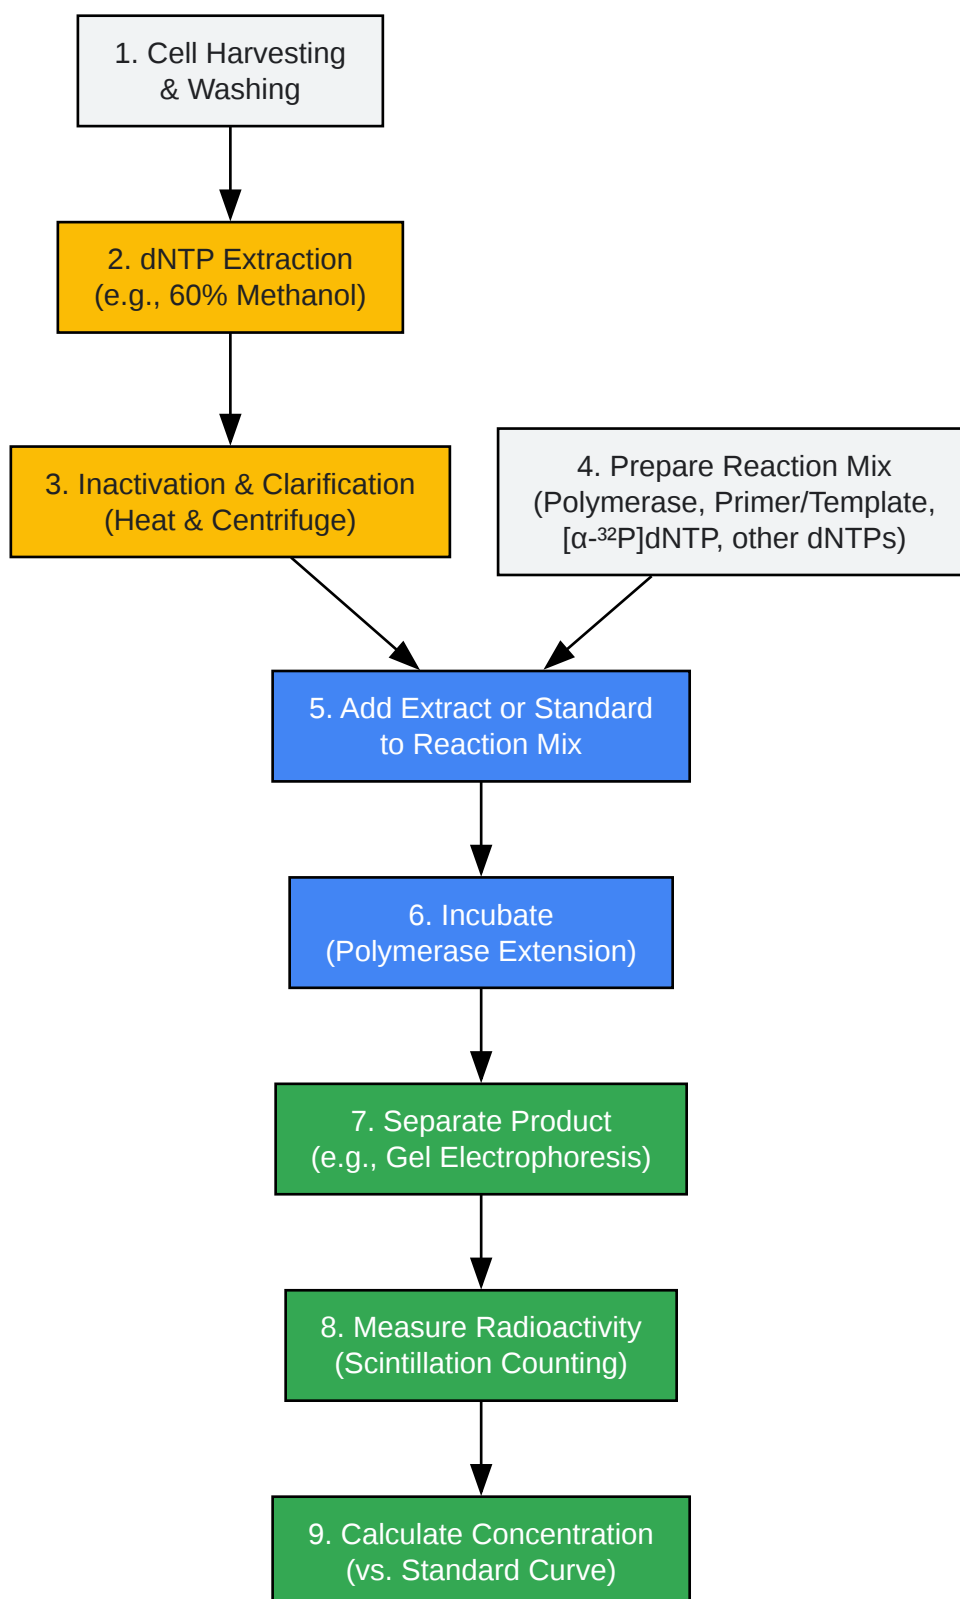 1. Cell Harvesting
& Washing
2. dNTP Extraction
(e.g., 60% Methanol)
3. Inactivation & Clarification
(Heat & Centrifuge)
4. Prepare Reaction Mix
(Polymerase, Primer/Template,
[α-³²P]dNTP, other dNTPs)
5. Add Extract or Standard
to Reaction Mix
6. Incubate
(Polymerase Extension)
7. Separate Product
(e.g., Gel Electrophoresis)
8. Measure Radioactivity
(Scintillation Counting)
9. Calculate Concentration
(vs. Standard Curve)